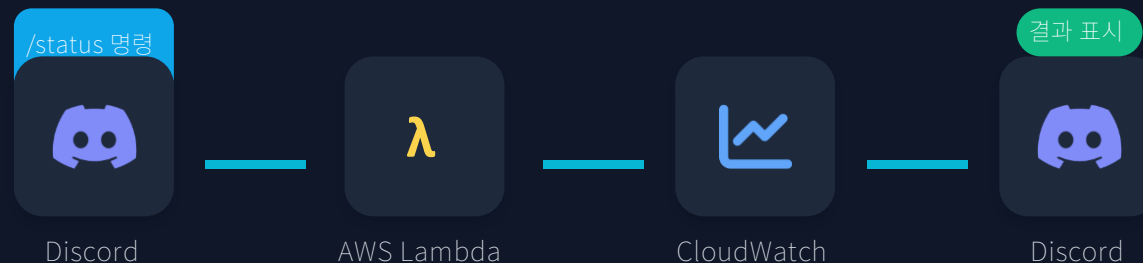 /status 명령
결과 표시
λ
Discord
AWS Lambda
CloudWatch
Discord